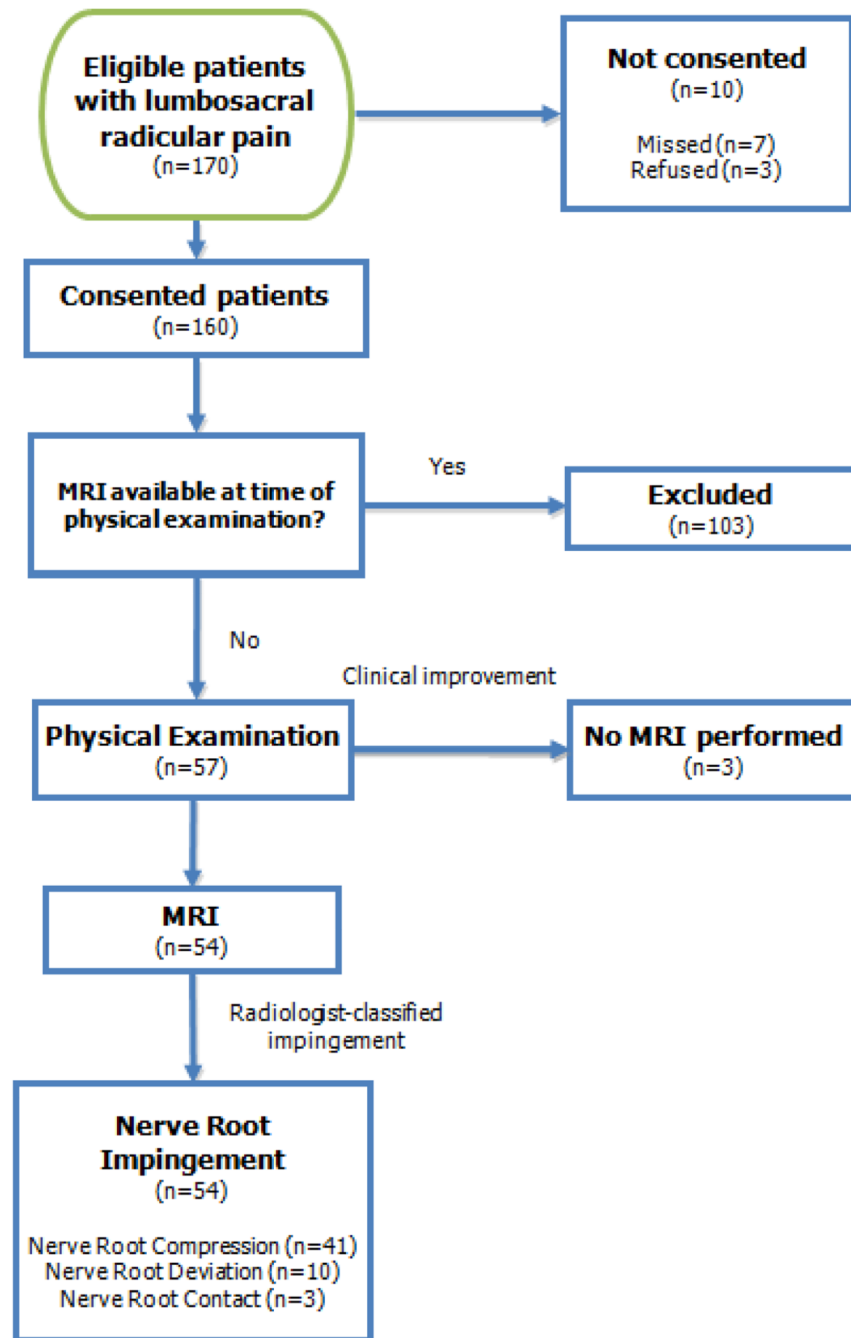 Eligible patients
with lumbosacral
radicular pain
(n=170)
Not consented
(n=10)
Missed (n=7)
Refused (n=3)
Consented patients
(n=160)
MRI available at time of
physical examination?
Yes
Excluded
(n=103)
No
Clinical improvement
Physical Examination
(n=57)
No MRI performed
(n=3)
MRI
(n=54)
Radiologist-classified
impingement
Nerve Root
Impingement
(n=54)
Nerve Root Compression (n=41)
Nerve Root Deviation (n=10)
Nerve Root Contact (n=3)